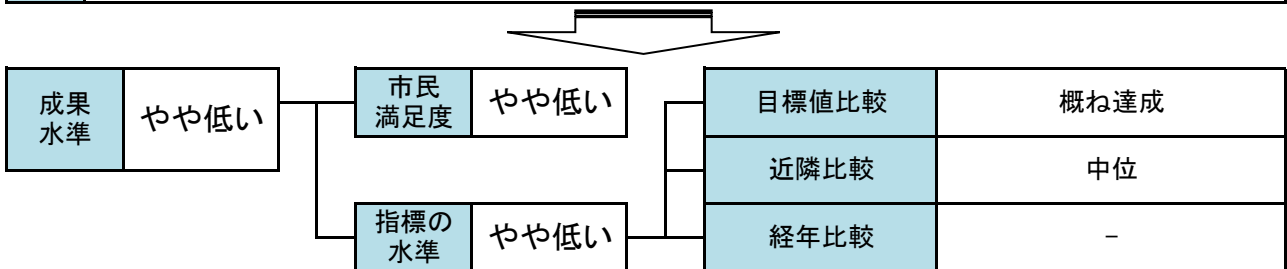 成果
水準
やや低い
市民
満足度
やや低い
指標の
水準
やや低い
目標値比較
概ね達成
近隣比較
中位
経年比較
－